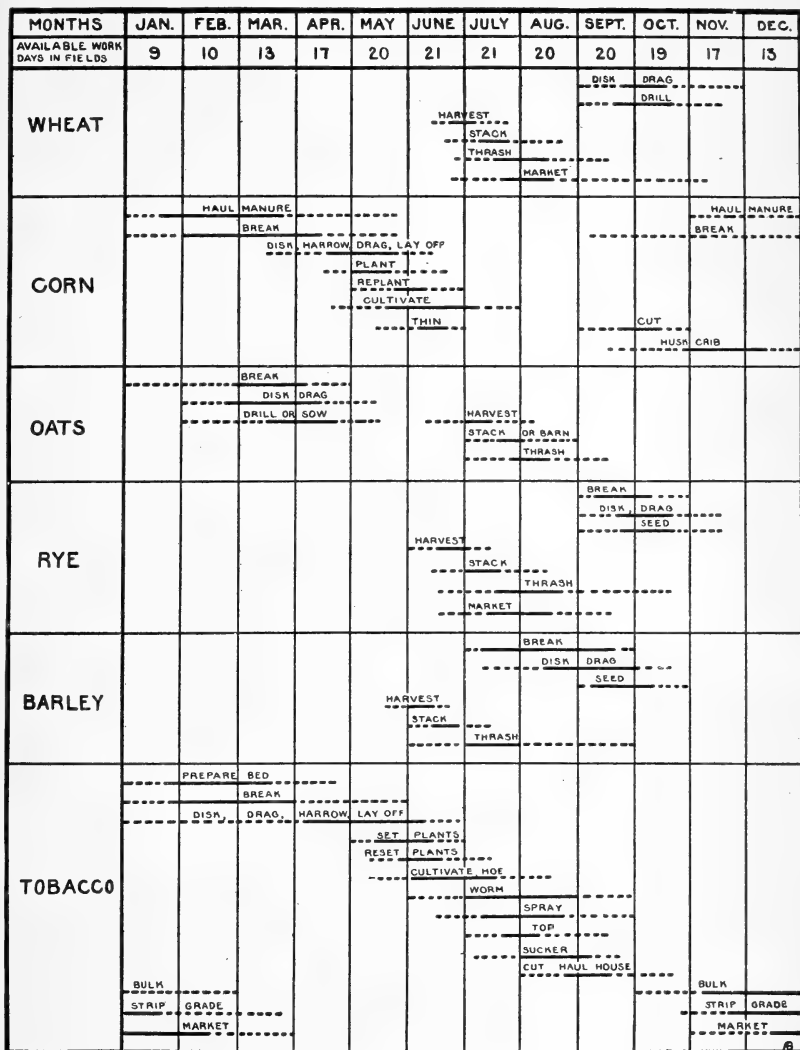 MONTHS JAN. FEB. MAR. APR. MAY JUNE JULY AUG. SEPT. OCT. NOV. DEC.
AVAILABLE WORK DAYS IN FIELDS 9 10 13 17 20 21 21 20 20 19 17 13
WHEAT
DISK DRAG
DRILL
HARVEST
STACK
THRASH
MARKET
CORN
HAUL MANURE HAUL MANURE
BREAK BREAK
DISK, HARROW, DRAG, LAY OFF
PLANT
REPLANT
CULTIVATE
THIN CUT
HUSK CRIB
OATS
BREAK
DISK DRAG
DRILL OR SOW HARVEST
STACK OR BARN
THRASH
RYE
BREAK
DISK, DRAG
SEED
HARVEST
STACK
THRASH
MARKET
BARLEY
BREAK
DISK DRAG
SEED
HARVEST
STACK
THRASH
TOBACCO
PREPARE BED
BREAK
DISK, DRAG, HARROW, LAY OFF
SET PLANTS
RESET PLANTS
CULTIVATE, HOE
WORM
SPRAY
TOP
SUCKER
CUT HAUL HOUSE
BULK BULK
STRIP GRADE STRIP GRADE
MARKET MARKET